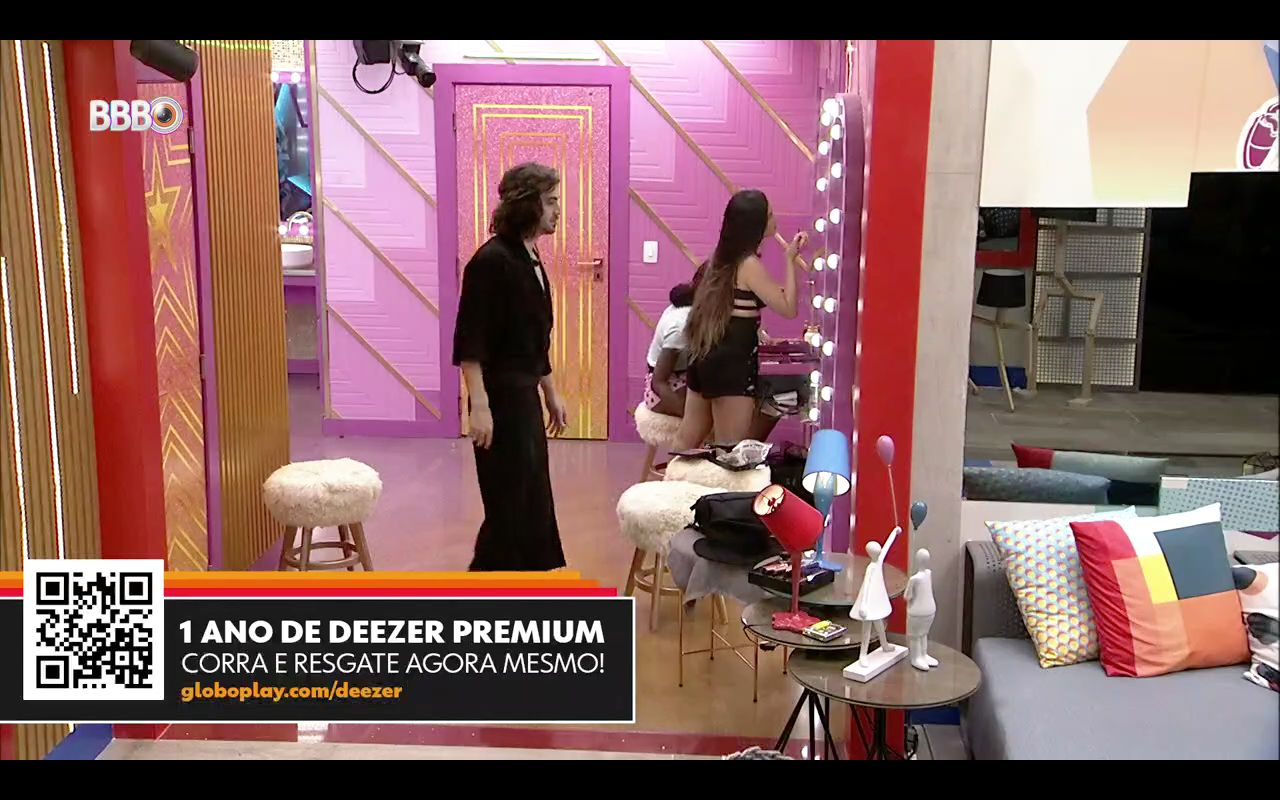 BBB
1 ANO DE DEEZER PREMIUM
CORRA E RESGATE AGORA MESMO!
globoplay.com/deezer